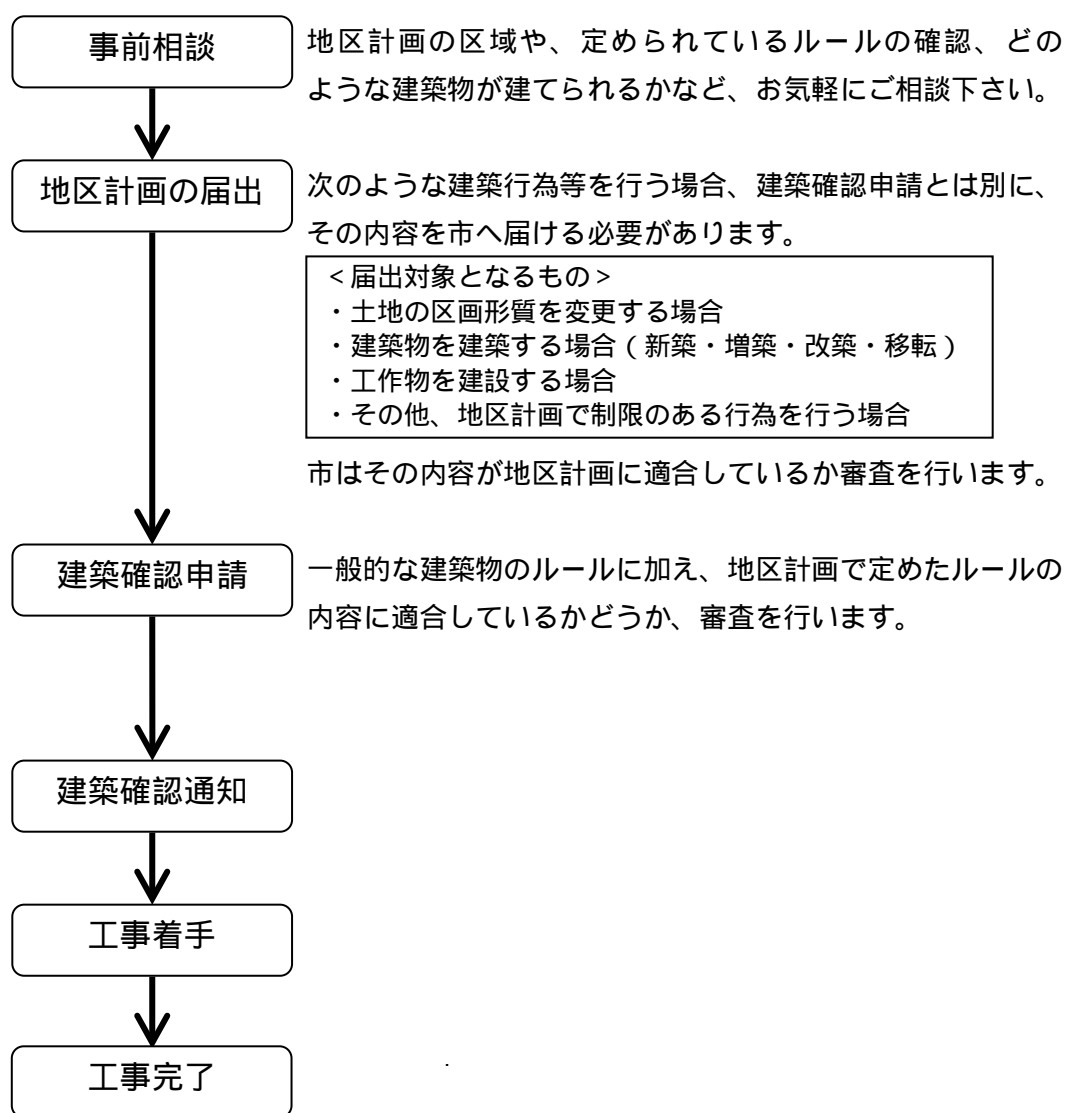 事前相談
地区計画の区域や、定められているルールの確認、どの
ような建築物が建てられるかなど、お気軽にご相談下さい。
地区計画の届出
次のような建築行為等を行う場合、建築確認申請とは別に、
その内容を市へ届ける必要があります。
＜届出対象となるもの＞
・土地の区画形質を変更する場合
・建築物を建築する場合（新築・増築・改築・移転）
・工作物を建設する場合
・その他、地区計画で制限のある行為を行う場合
市はその内容が地区計画に適合しているか審査を行います。
建築確認申請
一般的な建築物のルールに加え、地区計画で定めたルールの
内容に適合しているかどうか、審査を行います。
建築確認通知
工事着手
工事完了